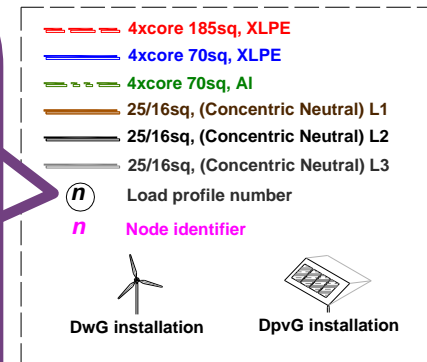 4xcore 185sq, XLPE
4xcore 70sq, XLPE
4xcore 70sq, Al
25/16sq, (Concentric Neutral) L1
25/16sq, (Concentric Neutral) L2
25/16sq, (Concentric Neutral) L3
n Load profile number
n Node identifier
DwG installation DpvG installation